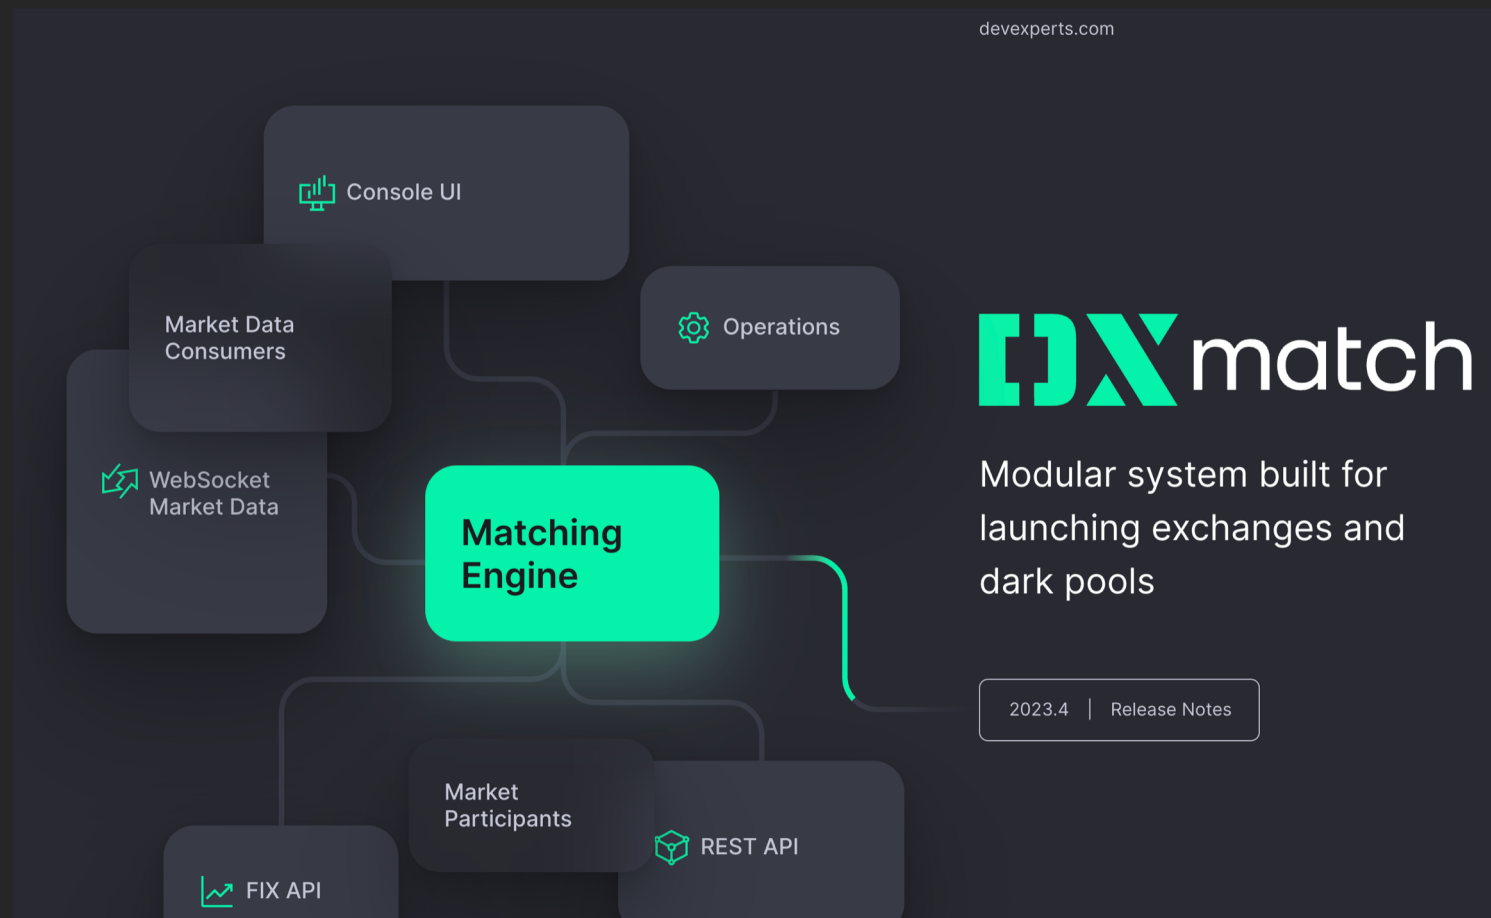 devexperts.com
Console UI
Market Data
Consumers
Operations
WebSocket
Market Data
Matching
Engine
DXmatch
Modular system built for
launching exchanges and
dark pools
2023.4 | Release Notes
Market
Participants
REST API
FIX API